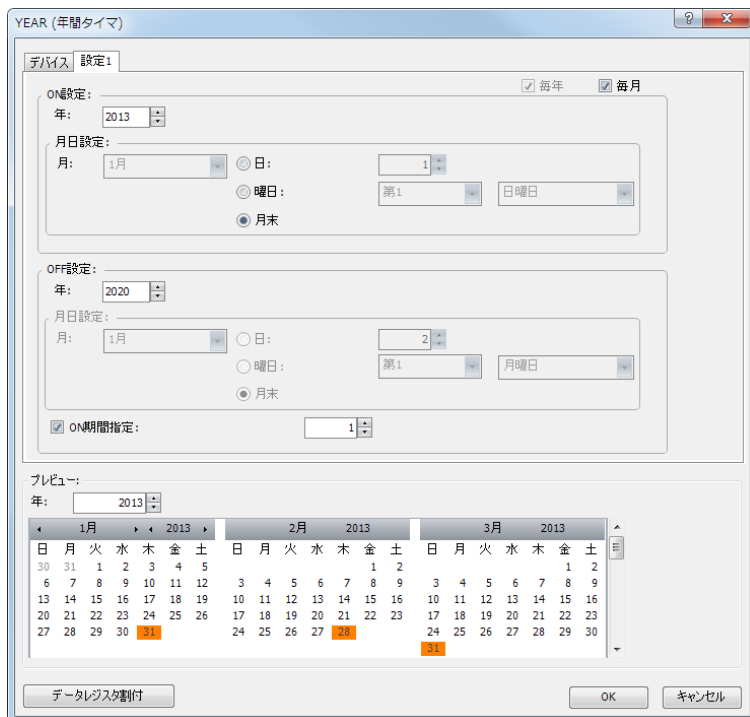 YEAR (年間タイマ)
デバイス 設定1
毎年 毎月
ON設定:
年: 2013
月日設定:
月: 1月 日: 1
曜日: 第1 日曜日
月末
OFF設定:
年: 2020
月日設定:
月: 1月 日: 2
曜日: 第1 月曜日
月末
ON期間指定: 1
プレビュー:
年: 2013
1月 2013 2月 2013 3月 2013
日 月 火 水 木 金 土 日 月 火 水 木 金 土 日 月 火 水 木 金 土
30 31 1 2 3 4 5 1 2 1 2
6 7 8 9 10 11 12 3 4 5 6 7 8 9 3 4 5 6 7 8 9
13 14 15 16 17 18 19 10 11 12 13 14 15 16 10 11 12 13 14 15 16
20 21 22 23 24 25 26 17 18 19 20 21 22 23 17 18 19 20 21 22 23
27 28 29 30 31 24 25 26 27 28 24 25 26 27 28 29 30
31
データレジスタ割付 OK キャンセル